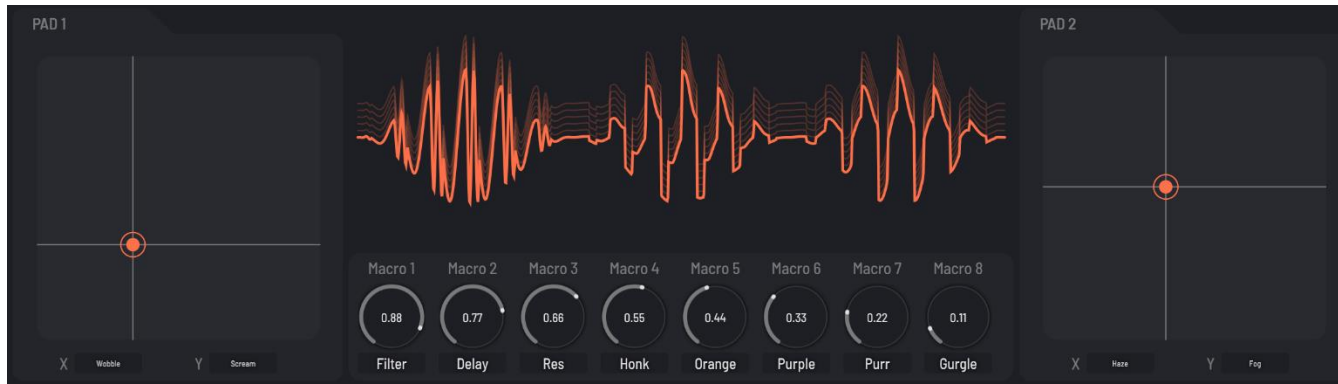 PAD 1
PAD 2
Macro 1 Macro 2 Macro 3 Macro 4 Macro 5 Macro 6 Macro 7 Macro 8
0.88 0.77 0.66 0.55 0.44 0.33 0.22 0.11
Filter Delay Res Honk Orange Purple Purr Gurgle
X Wobble Y Scream
X Haze Y Fog